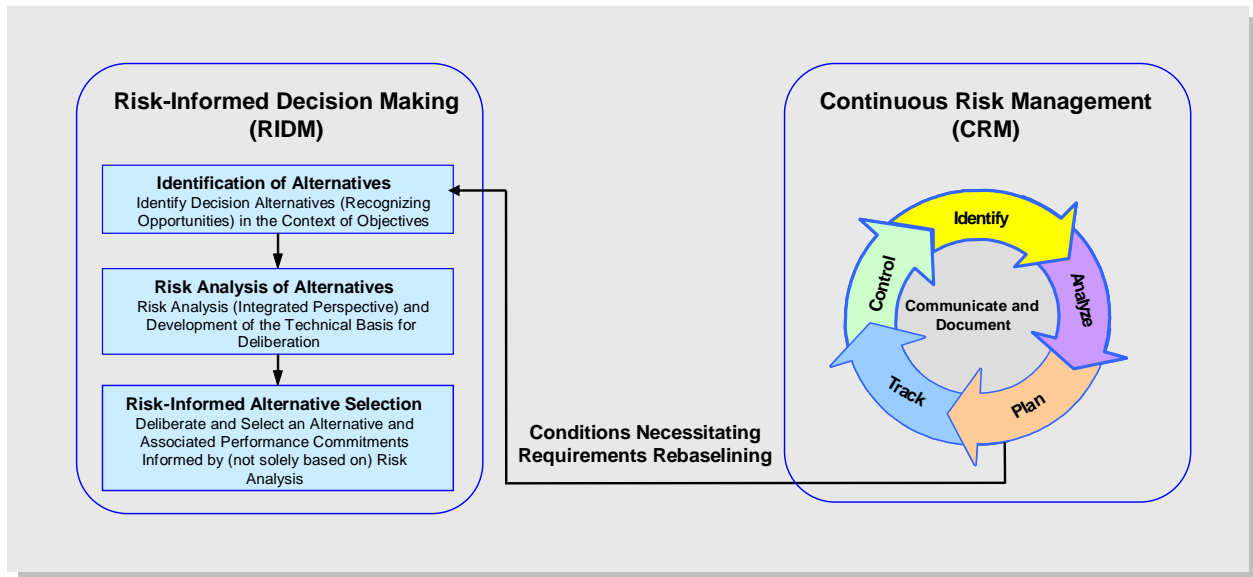 Risk-Informed Decision Making
(RIDM)
Identification of Alternatives
Identify Decision Alternatives (Recognizing
Opportunities) in the Context of Objectives
Risk Analysis of Alternatives
Risk Analysis (Integrated Perspective) and
Development of the Technical Basis for
Deliberation
Risk-Informed Alternative Selection
Deliberate and Select an Alternative and
Associated Performance Commitments
Informed by (not solely based on) Risk
Analysis
Conditions Necessitating
Requirements Rebaselining
Continuous Risk Management
(CRM)
Identify
Analyze
Plan
Track
Control
Communicate and
Document